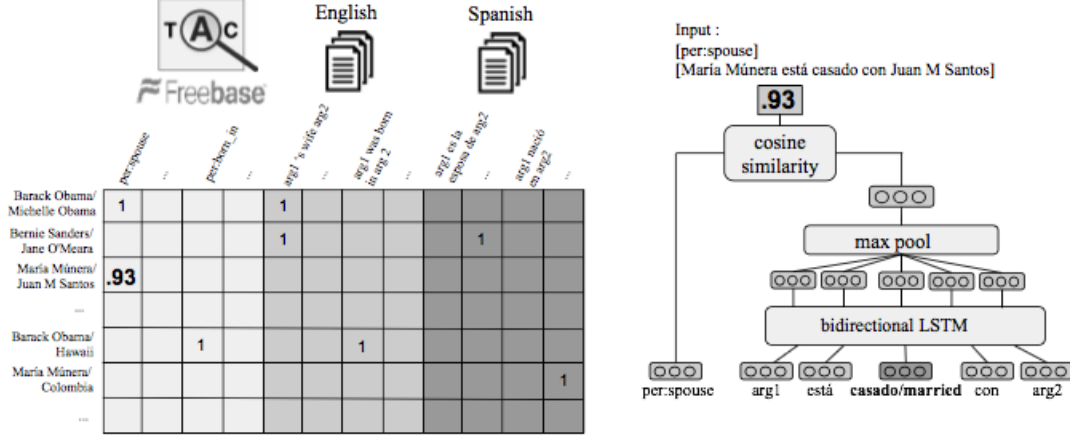 TAC
Freebase
English
Spanish
per:spouse
...
per:born_in
...
arg1 's wife arg2
...
arg1 was born
in arg 2
...
arg1 es la
esposa de arg2
...
arg1 nació
en arg2
...
Barack Obama/
Michelle Obama
1
1
Bernie Sanders/
Jane O'Meara
1
1
María Múnera/
Juan M Santos
.93
...
Barack Obama/
Hawaii
1
1
María Múnera/
Colombia
1
...
Input :
[per:spouse]
[María Múnera está casado con Juan M Santos]
.93
cosine
similarity
max pool
bidirectional LSTM
per:spouse
arg1
está
casado/married
con
arg2